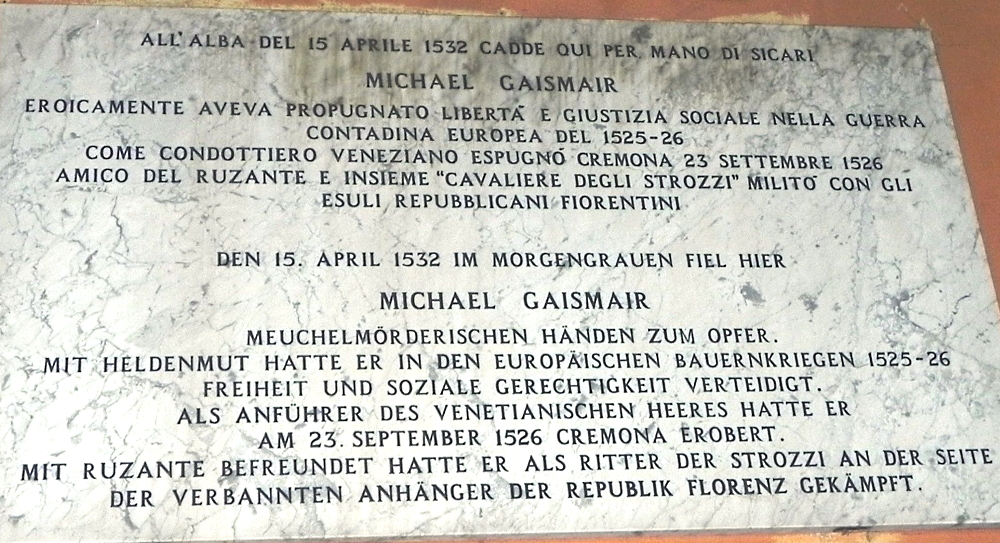 ALL'ALBA DEL 15 APRILE 1532 CADDE QUI PER MANO DI SICARI
MICHAEL GAISMAIR
EROICAMENTE AVEVA PROPUGNATO LIBERTÁ E GIUSTIZIA SOCIALE NELLA GUERRA
CONTADINA EUROPEA DEL 1525-26
COME CONDOTTIERO VENEZIANO ESPUGNÓ CREMONA 23 SETTEMBRE 1526
AMICO DEL RUZANTE E INSIEME "CAVALIERE DEGLI STROZZI" MILITÓ CON GLI
ESULI REPUBBLICANI FIORENTINI
DEN 15. APRIL 1532 IM MORGENGRAUEN FIEL HIER
MICHAEL GAISMAIR
MEUCHELMÖRDERISCHEN HÄNDEN ZUM OPFER.
MIT HELDENMUT HATTE ER IN DEN EUROPÄISCHEN BAUERNKRIEGEN 1525-26
FREIHEIT UND SOZIALE GERECHTIGKEIT VERTEIDIGT.
ALS ANFÜHRER DES VENETIANISCHEN HEERES HATTE ER
AM 23. SEPTEMBER 1526 CREMONA EROBERT.
MIT RUZANTE BEFREUNDET HATTE ER ALS RITTER DER STROZZI AN DER SEITE
DER VERBANNTEN ANHÄNGER DER REPUBLIK FLORENZ GEKÄMPFT.